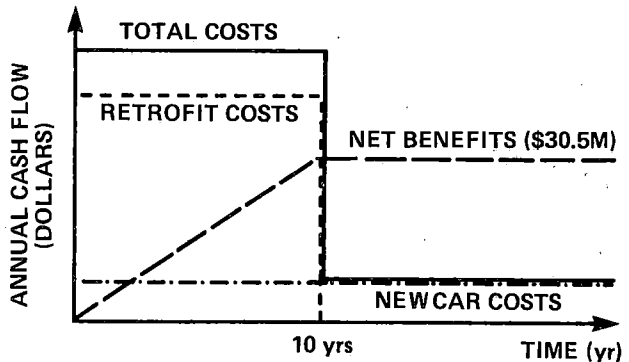 TOTAL COSTS
RETROFIT COSTS
NET BENEFITS ($30.5M)
NEW CAR COSTS
ANNUAL CASH FLOW
(DOLLARS)
10 yrs
TIME (yr)